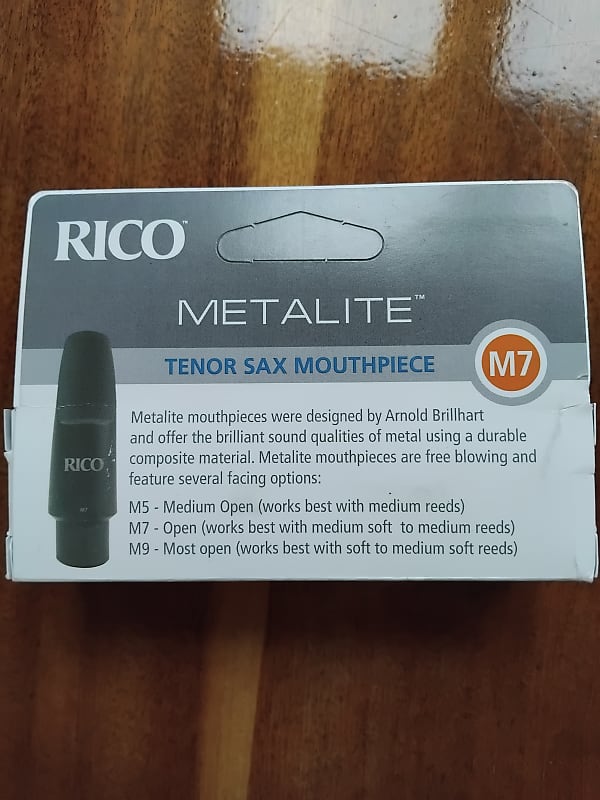 RICO™
METALITE™
TENOR SAX MOUTHPIECE
M7
Metalite mouthpieces were designed by Arnold Brillhart
and offer the brilliant sound qualities of metal using a durable
composite material. Metalite mouthpieces are free blowing and
feature several facing options:
RICO
M7
M5 - Medium Open (works best with medium reeds)
M7 - Open (works best with medium soft to medium reeds)
M9 - Most open (works best with soft to medium soft reeds)